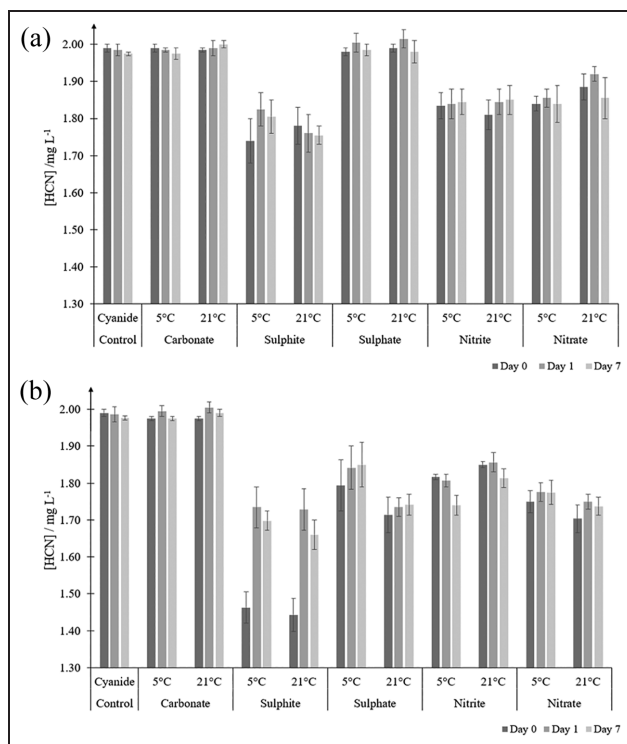 (a)
[HCN] /mg L-1
2.00
1.90
1.80
1.70
1.60
1.50
1.40
1.30
Cyanide 5°C 21°C 5°C 21°C 5°C 21°C 5°C 21°C 5°C 21°C
Control Carbonate Sulphite Sulphate Nitrite Nitrate
Day 0 Day 1 Day 7
(b)
[HCN] / mg L-1
2.00
1.90
1.80
1.70
1.60
1.50
1.40
1.30
Cyanide 5°C 21°C 5°C 21°C 5°C 21°C 5°C 21°C 5°C 21°C
Control Carbonate Sulphite Sulphate Nitrite Nitrate
Day 0 Day 1 Day 7